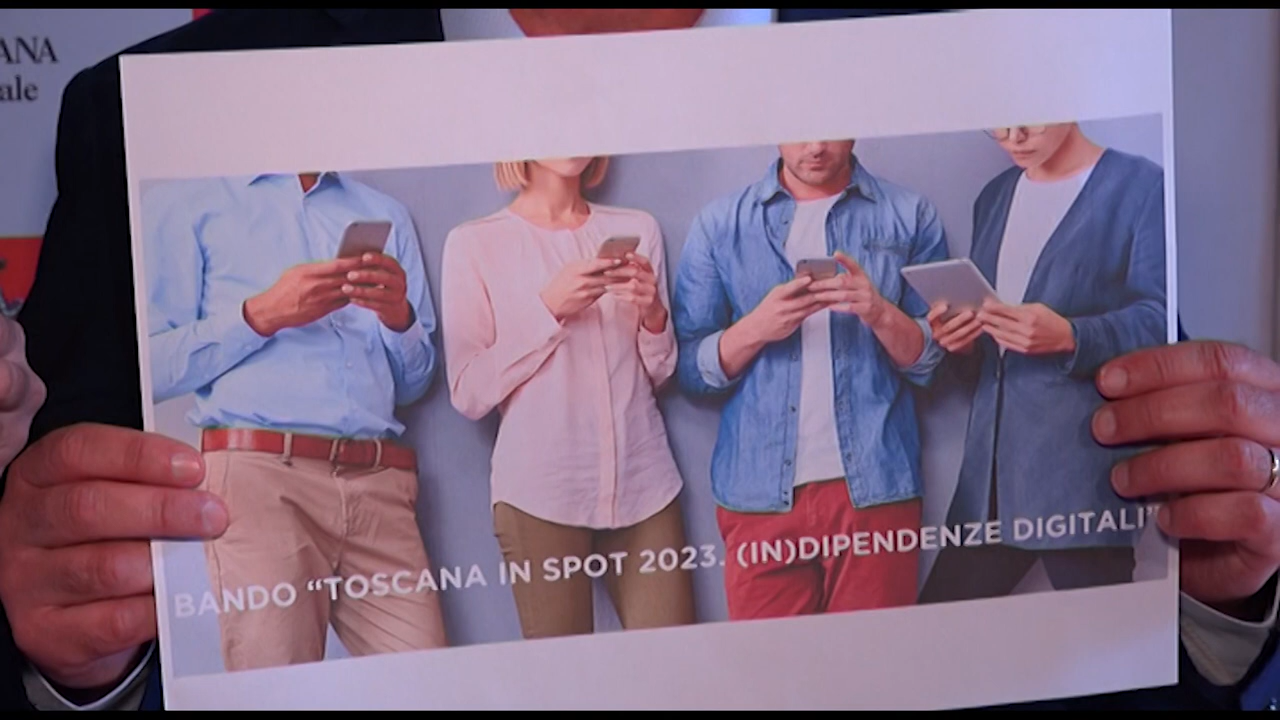 ANA
ale
BANDO “TOSCANA IN SPOT 2023. (IN)DIPENDENZE DIGITALI”